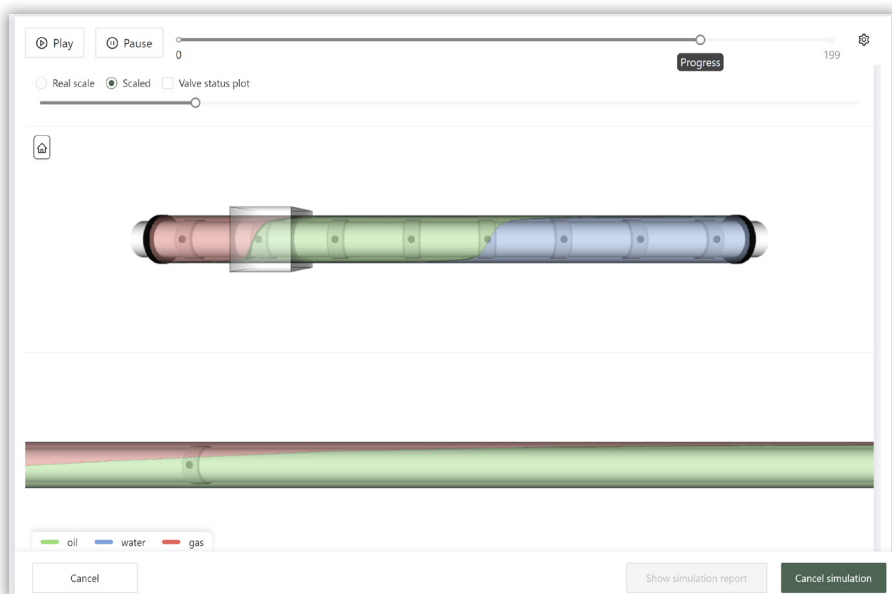 Play
Pause
0
199
Progress
Real scale
Scaled
Valve status plot
oil
water
gas
Cancel
Show simulation report
Cancel simulation